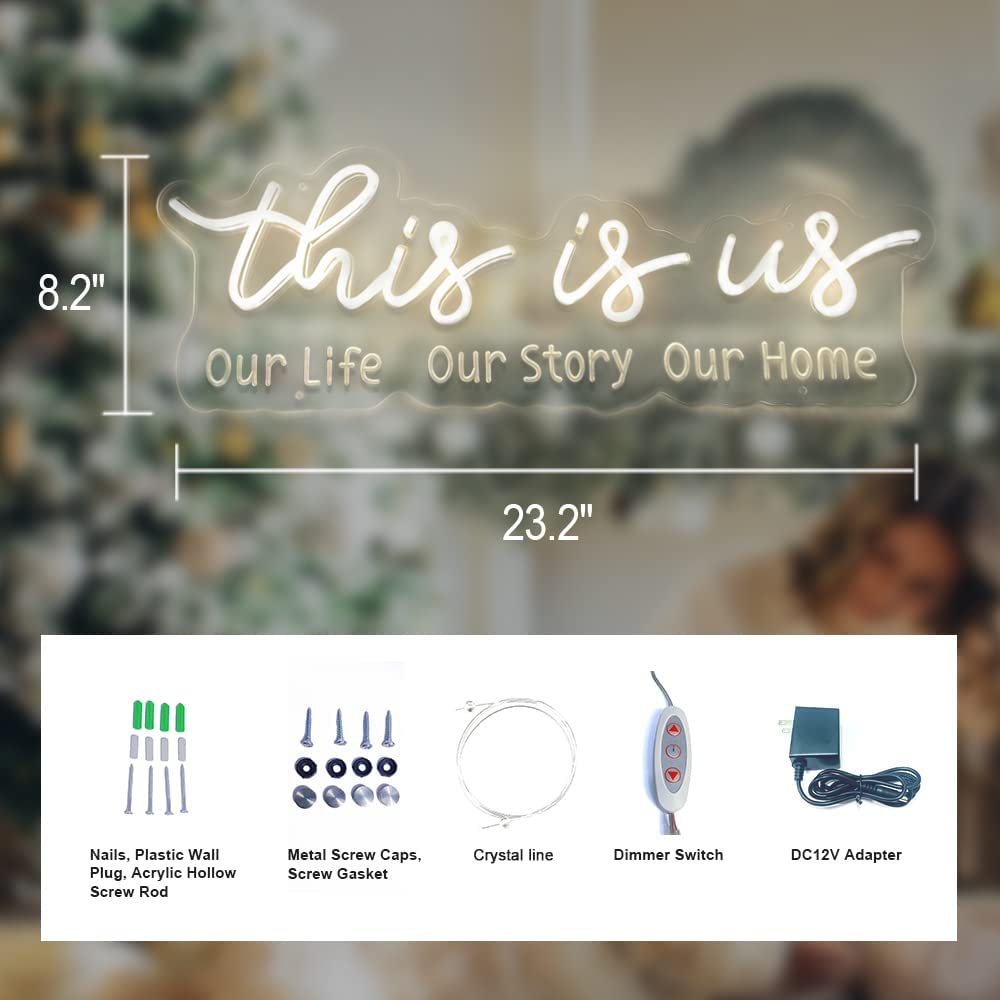 8.2"
this is us
Our Life Our Story Our Home
23.2"
Nails, Plastic Wall
Plug, Acrylic Hollow
Screw Rod
Metal Screw Caps,
Screw Gasket
Crystal line
Dimmer Switch
DC12V Adapter